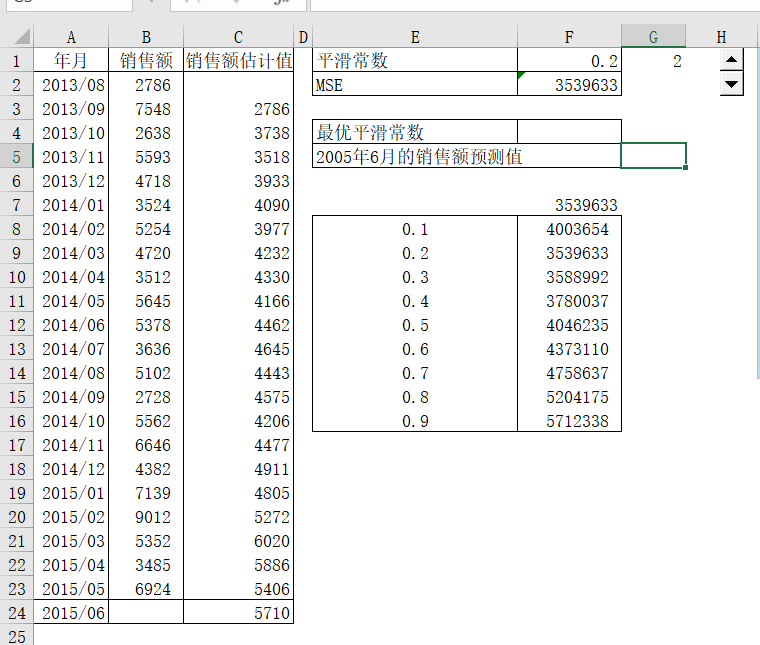 A B C D E F G H
1 年月 销售额 销售额估计值 平滑常数 0.2 2
2 2013/08 2786 MSE 3539633
3 2013/09 7548 2786
4 2013/10 2638 3738 最优平滑常数
5 2013/11 5593 3518 2005年6月的销售额预测值
6 2013/12 4718 3933
7 2014/01 3524 4090 3539633
8 2014/02 5254 3977 0.1 4003654
9 2014/03 4720 4232 0.2 3539633
10 2014/04 3512 4330 0.3 3588992
11 2014/05 5645 4166 0.4 3780037
12 2014/06 5378 4462 0.5 4046235
13 2014/07 3636 4645 0.6 4373110
14 2014/08 5102 4443 0.7 4758637
15 2014/09 2728 4575 0.8 5204175
16 2014/10 5562 4206 0.9 5712338
17 2014/11 6646 4477
18 2014/12 4382 4911
19 2015/01 7139 4805
20 2015/02 9012 5272
21 2015/03 5352 6020
22 2015/04 3485 5886
23 2015/05 6924 5406
24 2015/06 5710
25